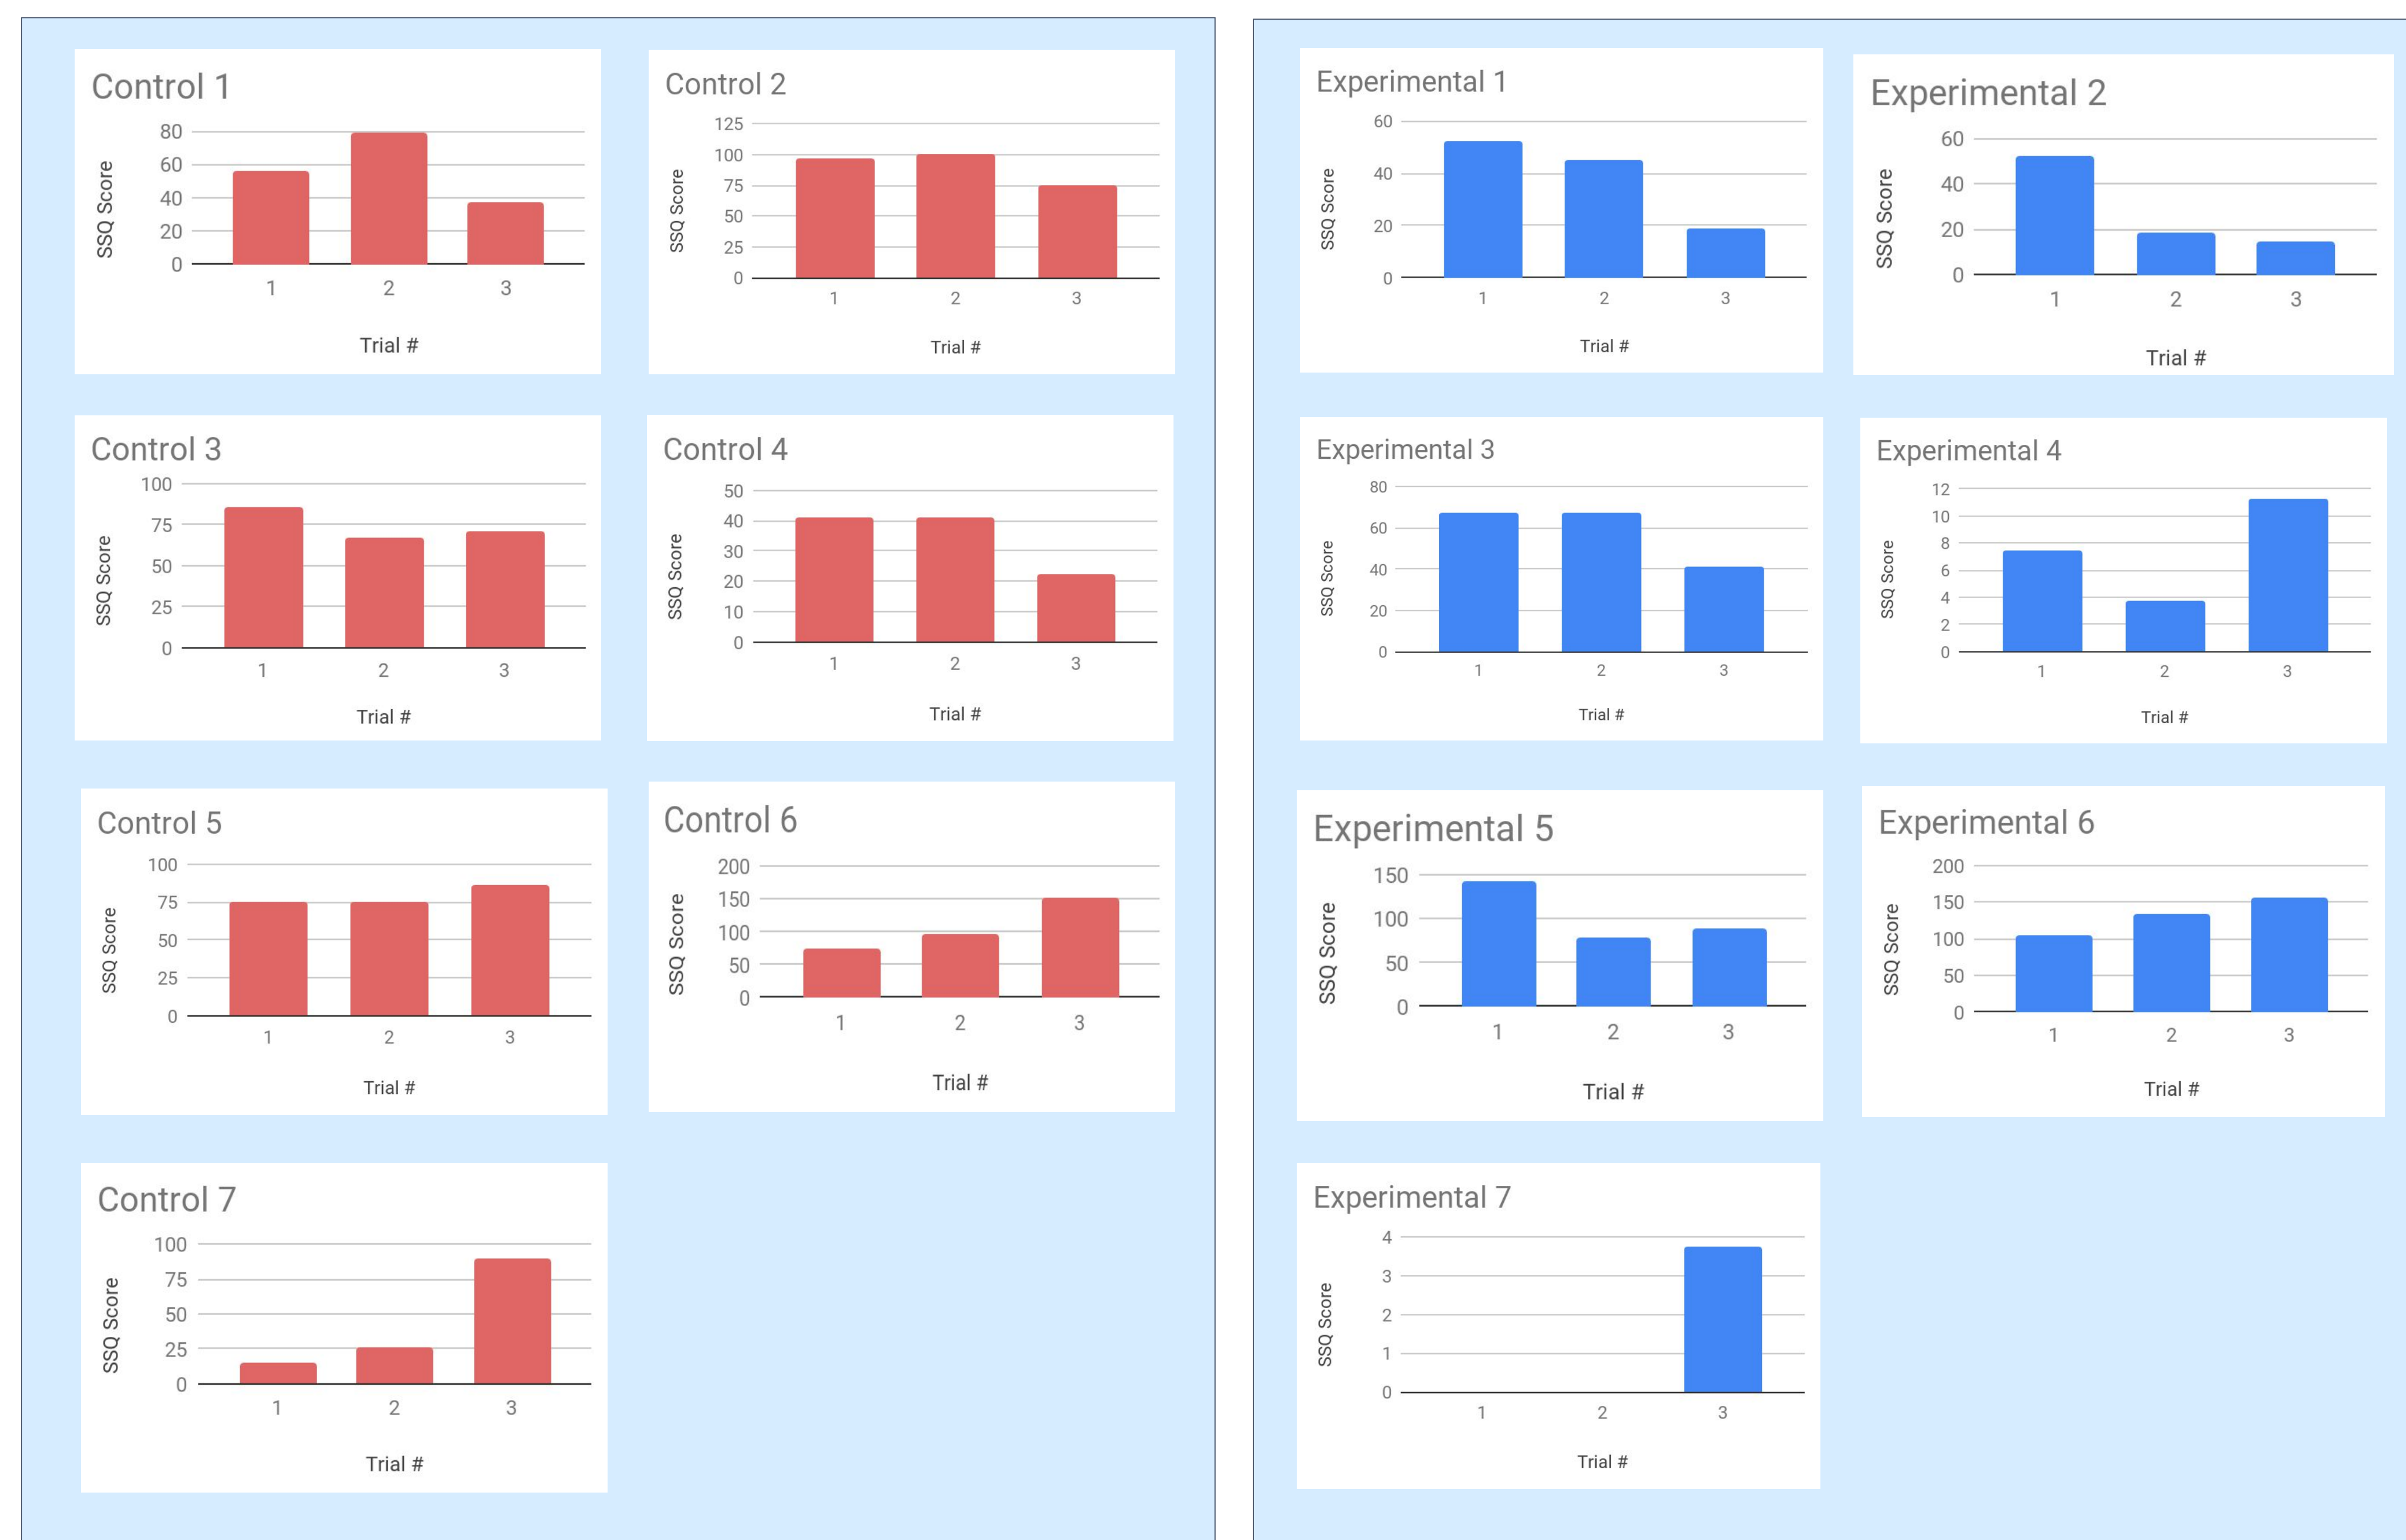 Control 1
SSQ Score
80
60
40
20
0
1 2 3
Trial #
Control 2
SSQ Score
125
100
75
50
25
0
1 2 3
Trial #
Control 3
SSQ Score
100
75
50
25
0
1 2 3
Trial #
Control 4
SSQ Score
50
40
30
20
10
0
1 2 3
Trial #
Control 5
SSQ Score
100
75
50
25
0
1 2 3
Trial #
Control 6
SSQ Score
200
150
100
50
0
1 2 3
Trial #
Control 7
SSQ Score
100
75
50
25
0
1 2 3
Trial #
Experimental 1
SSQ Score
60
40
20
0
1 2 3
Trial #
Experimental 2
SSQ Score
60
40
20
0
1 2 3
Trial #
Experimental 3
SSQ Score
80
60
40
20
0
1 2 3
Trial #
Experimental 4
SSQ Score
12
10
8
6
4
2
0
1 2 3
Trial #
Experimental 5
SSQ Score
150
100
50
0
1 2 3
Trial #
Experimental 6
SSQ Score
200
150
100
50
0
1 2 3
Trial #
Experimental 7
SSQ Score
4
3
2
1
0
1 2 3
Trial #